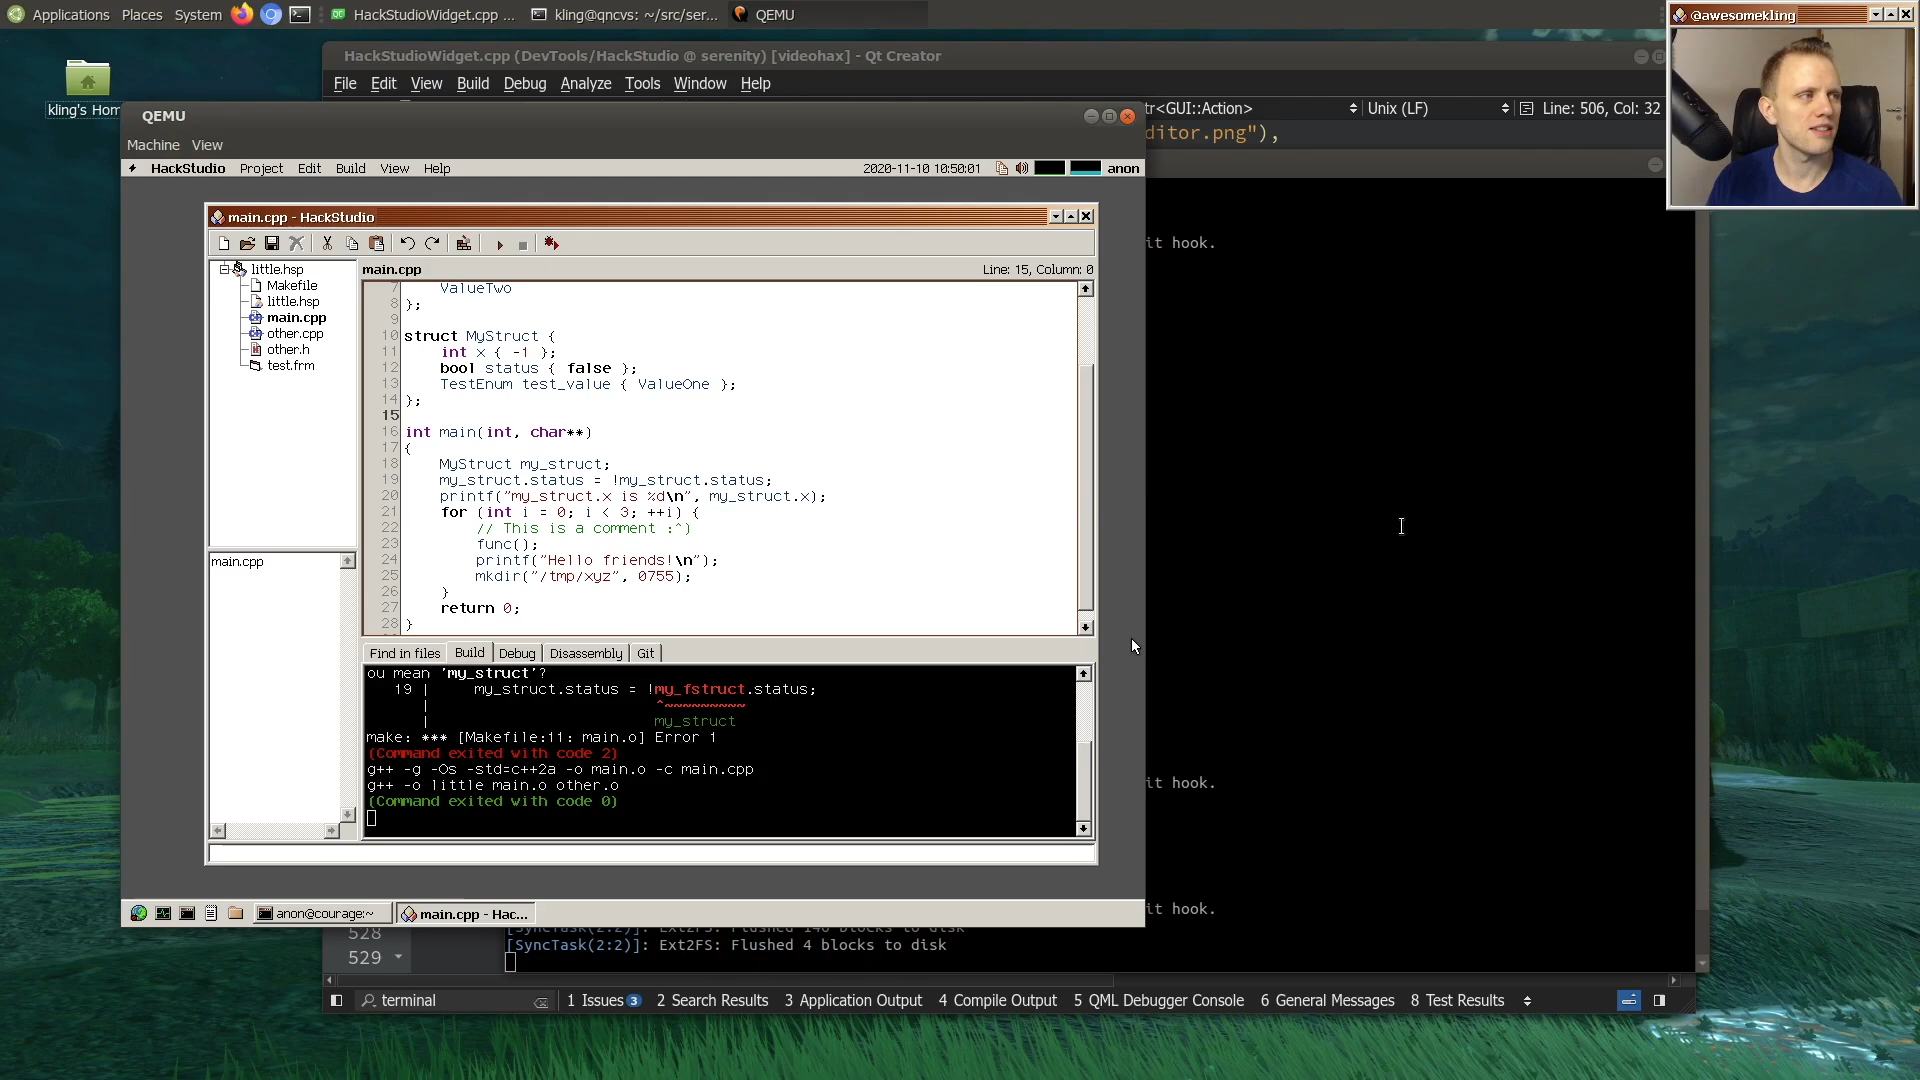 Applications Places System HackStudioWidget.cpp ... kling@qncvs: ~/src/ser... QEMU
@awesomekling
kling's Hom
HackStudioWidget.cpp (DevTools/HackStudio @ serenity) [videohax] - Qt Creator
File Edit View Build Debug Analyze Tools Window Help
tr<GUI::Action> Unix (LF) Line: 506, Col: 32
ditor.png"),
QEMU
Machine View
HackStudio Project Edit Build View Help 2020-11-10 10:50:01 anon
main.cpp - HackStudio
little.hsp
Makefile
little.hsp
main.cpp
other.cpp
other.h
test.frm
main.cpp
main.cpp Line: 15, Column: 0
7 ValueTwo
8 };
9
10 struct MyStruct {
11 int x { -1 };
12 bool status { false };
13 TestEnum test_value { ValueOne };
14 };
15
16 int main(int, char**)
17 {
18 MyStruct my_struct;
19 my_struct.status = !my_struct.status;
20 printf("my_struct.x is %d\n", my_struct.x);
21 for (int i = 0; i < 3; ++i) {
22 // This is a comment :^)
23 func();
24 printf("Hello friends!\n");
25 mkdir("/tmp/xyz", 0755);
26 }
27 return 0;
28 }
Find in files Build Debug Disassembly Git
ou mean 'my_struct'?
19 | my_struct.status = !my_fstruct.status;
| ^~~~~~~~~~
| my_struct
make: *** [Makefile:11: main.o] Error 1
(Command exited with code 2)
g++ -g -Os -std=c++2a -o main.o -c main.cpp
g++ -o little main.o other.o
(Command exited with code 0)
anon@courage:~ main.cpp - Hac...
it hook.
it hook.
it hook.
528
529
[SyncTask(2:2)]: Ext2FS: Flushed 140 blocks to disk
[SyncTask(2:2)]: Ext2FS: Flushed 4 blocks to disk
terminal 1 Issues 3 2 Search Results 3 Application Output 4 Compile Output 5 QML Debugger Console 6 General Messages 8 Test Results